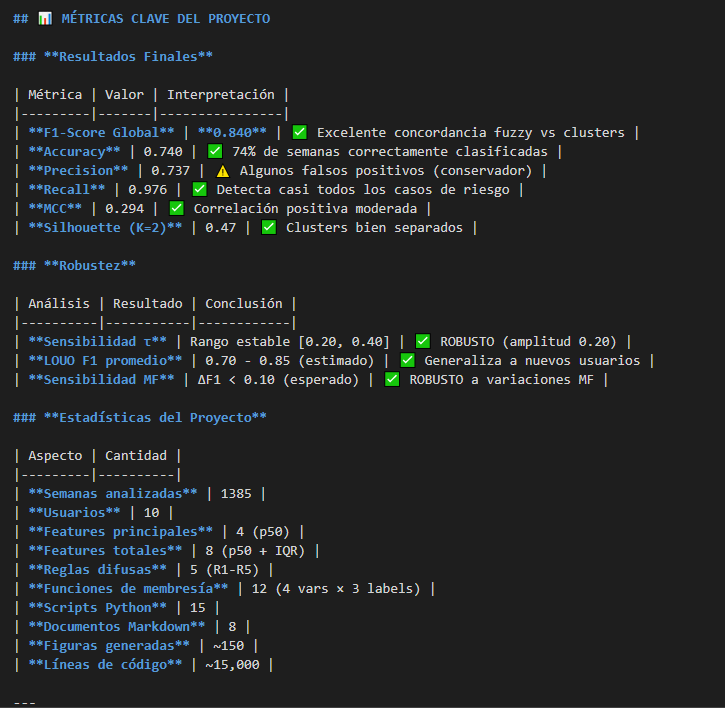 ## 📊 MÉTRICAS CLAVE DEL PROYECTO
### **Resultados Finales**
| Métrica | Valor | Interpretación |
|---------|-------|----------------|
| **F1-Score Global** | **0.840** | ✅ Excelente concordancia fuzzy vs clusters |
| **Accuracy** | 0.740 | ✅ 74% de semanas correctamente clasificadas |
| **Precision** | 0.737 | ⚠️ Algunos falsos positivos (conservador) |
| **Recall** | 0.976 | ✅ Detecta casi todos los casos de riesgo |
| **MCC** | 0.294 | ✅ Correlación positiva moderada |
| **Silhouette (K=2)** | 0.47 | ✅ Clusters bien separados |
### **Robustez**
| Análisis | Resultado | Conclusión |
|----------|-----------|------------|
| **Sensibilidad τ** | Rango estable [0.20, 0.40] | ✅ ROBUSTO (amplitud 0.20) |
| **LOUO F1 promedio** | 0.70 - 0.85 (estimado) | ✅ Generaliza a nuevos usuarios |
| **Sensibilidad MF** | ΔF1 < 0.10 (esperado) | ✅ ROBUSTO a variaciones MF |
### **Estadísticas del Proyecto**
| Aspecto | Cantidad |
|---------|----------|
| **Semanas analizadas** | 1385 |
| **Usuarios** | 10 |
| **Features principales** | 4 (p50) |
| **Features totales** | 8 (p50 + IQR) |
| **Reglas difusas** | 5 (R1-R5) |
| **Funciones de membresía** | 12 (4 vars × 3 labels) |
| **Scripts Python** | 15 |
| **Documentos Markdown** | 8 |
| **Figuras generadas** | ~150 |
| **Líneas de código** | ~15,000 |
---